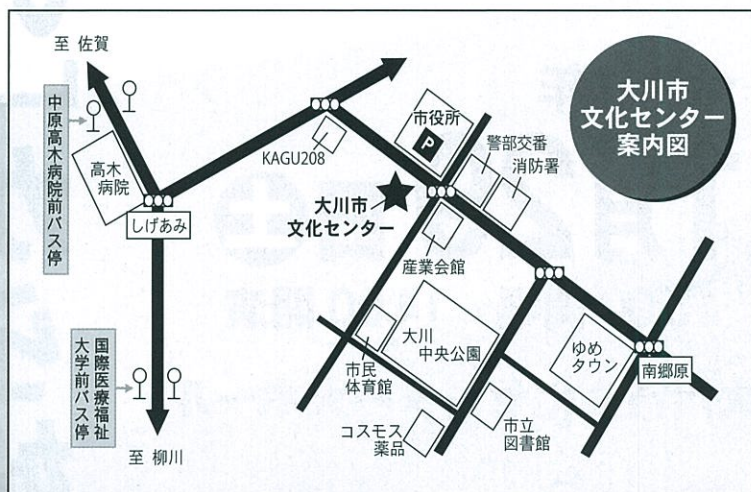 至 佐賀
中原高木病院前バス停
高木
病院
しげあみ
国際医療福祉
大学前バス停
至 柳川
KAGU208
市役所
P
警部交番
消防署
大川市
文化センター
案内図
大川市
文化センター
産業会館
市民
体育館
大川
中央公園
コスモス
薬品
市立
図書館
ゆめ
タウン
南郷原